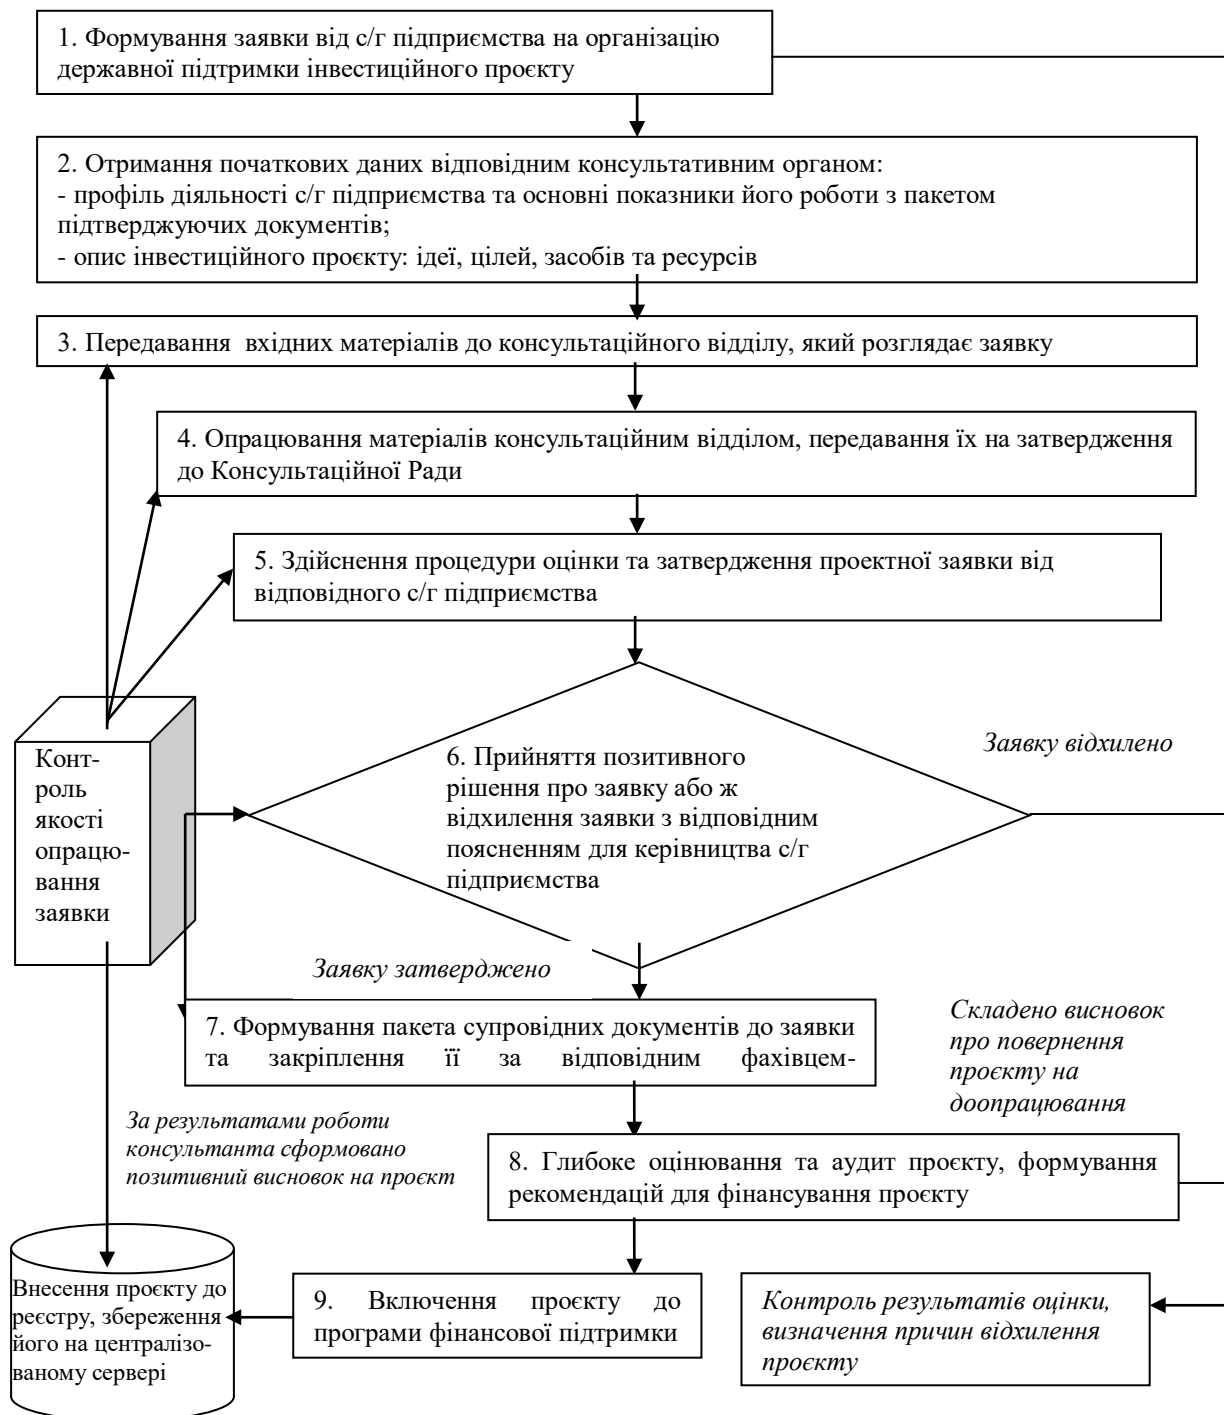 1. Формування заявки від с/г підприємства на організацію
державної підтримки інвестиційного проєкту
2. Отримання початкових даних відповідним консультативним органом:
- профіль діяльності с/г підприємства та основні показники його роботи з пакетом
підтверджуючих документів;
- опис інвестиційного проєкту: ідеї, цілей, засобів та ресурсів
3. Передавання вхідних матеріалів до консультаційного відділу, який розглядає заявку
4. Опрацювання матеріалів консультаційним відділом, передавання їх на затвердження
до Консультаційної Ради
5. Здійснення процедури оцінки та затвердження проектної заявки від
відповідного с/г підприємства
Конт-
роль
якості
опрацю-
вання
заявки
6. Прийняття позитивного
рішення про заявку або ж
відхилення заявки з відповідним
поясненням для керівництва с/г
підприємства
Заявку відхилено
Заявку затверджено
7. Формування пакета супровідних документів до заявки
та закріплення її за відповідним фахівцем-
Складено висновок
про повернення
проєкту на
доопрацювання
За результатами роботи
консультанта сформовано
позитивний висновок на проєкт
8. Глибоке оцінювання та аудит проєкту, формування
рекомендацій для фінансування проєкту
Внесення проєкту до
реєстру, збереження
його на централізо-
ваному сервері
9. Включення проєкту до
програми фінансової підтримки
Контроль результатів оцінки,
визначення причин відхилення
проєкту